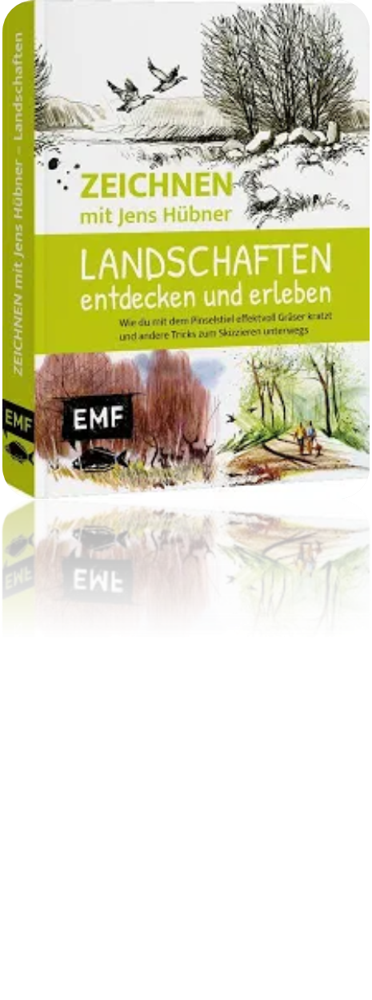 ZEICHNEN mit Jens Hübner – Landschaften
EMF
ZEICHNEN
mit Jens Hübner
LANDSCHAFTEN
entdecken und erleben
Wie du mit dem Pinselstiel effektvoll Gräser kratzt
und andere Tricks zum Skizzieren unterwegs
EMF